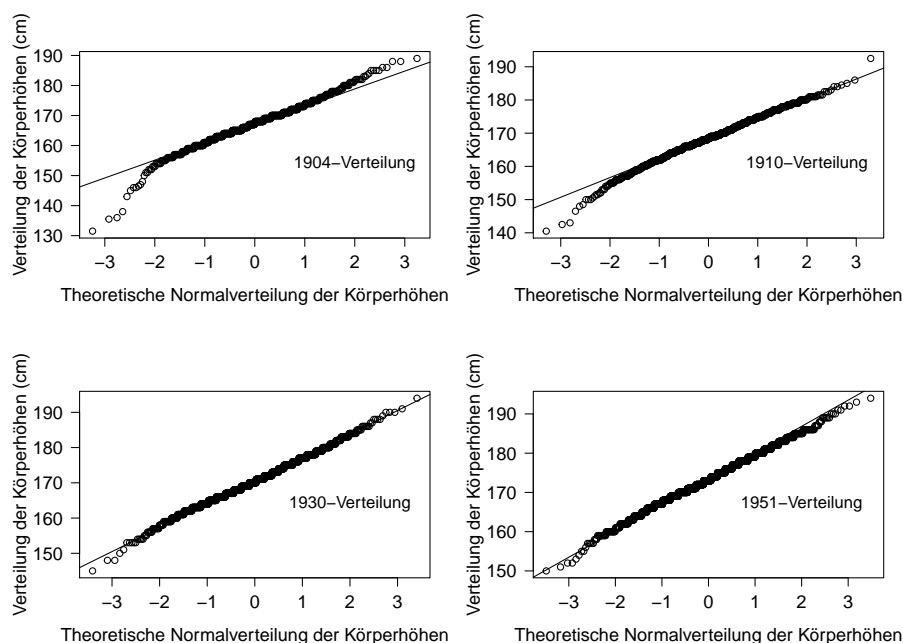 Verteilung der Körperhöhen (cm)
190
180
170
160
150
140
130
1904−Verteilung
−3 −2 −1 0 1 2 3
Theoretische Normalverteilung der Körperhöhen
Verteilung der Körperhöhen (cm)
190
180
170
160
150
140
1910−Verteilung
−3 −2 −1 0 1 2 3
Theoretische Normalverteilung der Körperhöhen
Verteilung der Körperhöhen (cm)
190
180
170
160
150
1930−Verteilung
−3 −2 −1 0 1 2 3
Theoretische Normalverteilung der Körperhöhen
Verteilung der Körperhöhen (cm)
190
180
170
160
150
1951−Verteilung
−3 −2 −1 0 1 2 3
Theoretische Normalverteilung der Körperhöhen